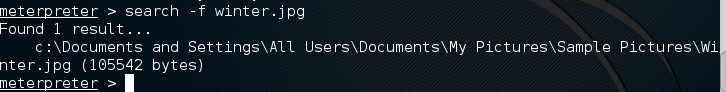 meterpreter > search -f winter.jpg
Found 1 result...
    c:\Documents and Settings\All Users\Documents\My Pictures\Sample Pictures\Wi
nter.jpg (105542 bytes)
meterpreter >